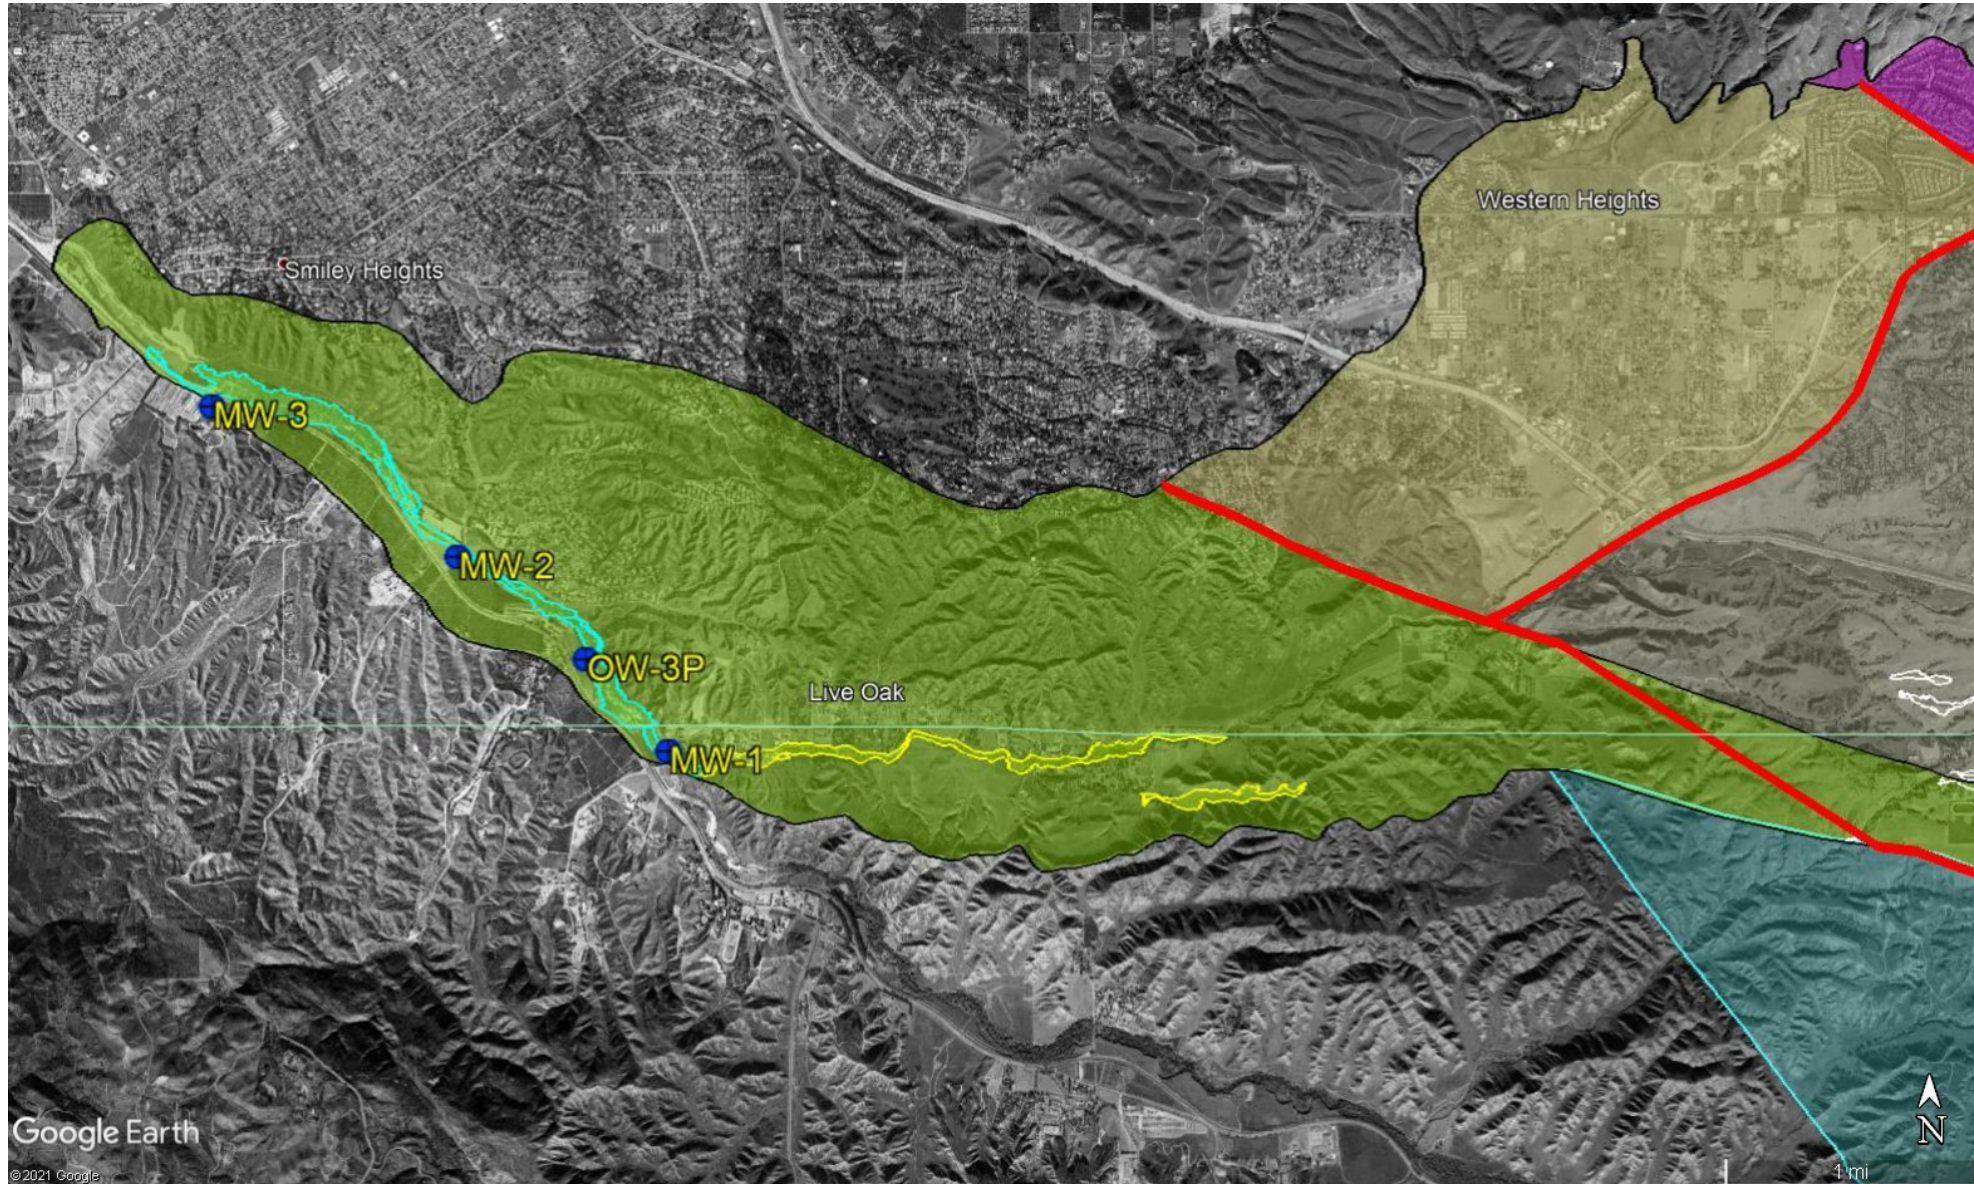 Western Heights
Smiley Heights
MW-3
MW-2
OW-3P
Live Oak
MW-1
N
Google Earth
1 mi
©2021 Google